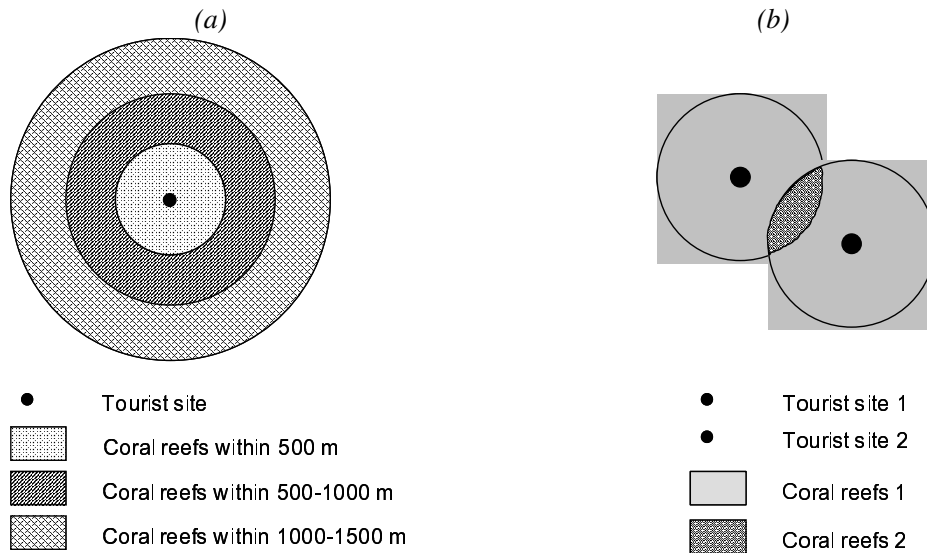 (a)
Tourist site
Coral reefs within 500 m
Coral reefs within 500-1000 m
Coral reefs within 1000-1500 m
(b)
Tourist site 1
Tourist site 2
Coral reefs 1
Coral reefs 2